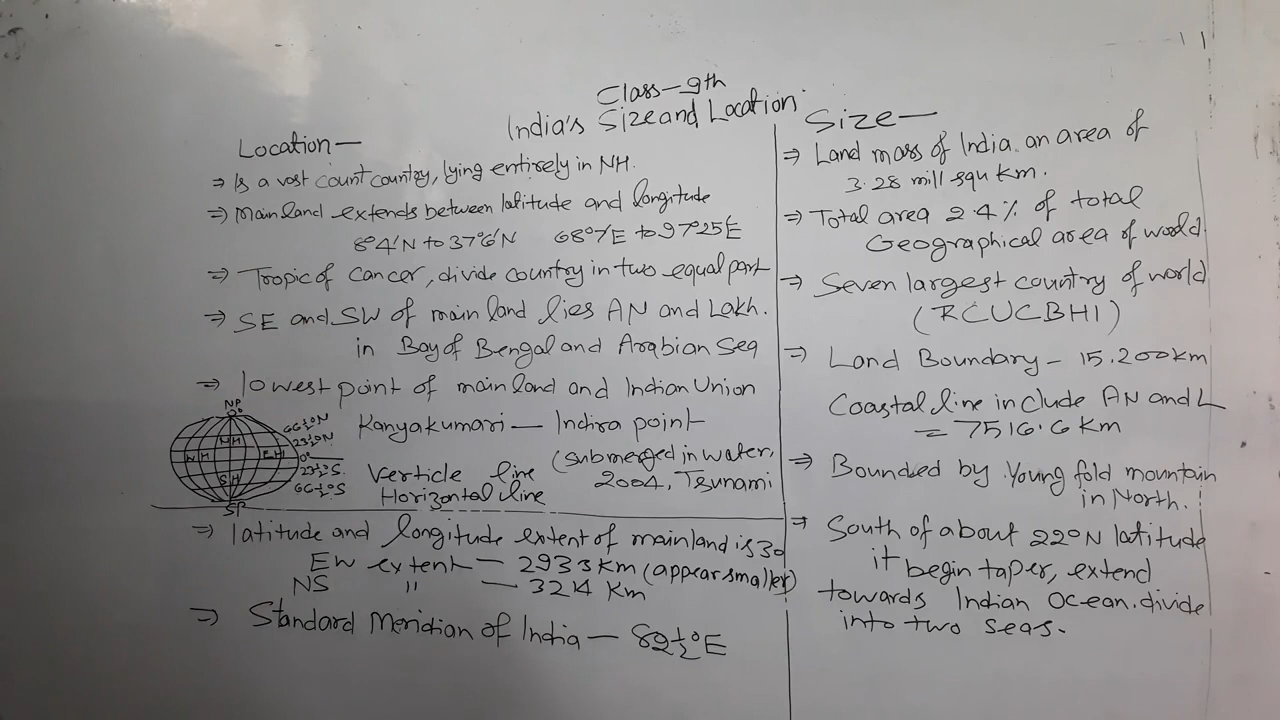 Class-9th
India's Size and Location
Location —
⇒ Is a vast count country, lying entirely in NH.
⇒ Mainland extends between latitude and longitude
8°4'N to 37°6'N 68°7'E to 97°25'E
⇒ Tropic of Cancer, divide country in two equal part
⇒ SE and SW of main land lies AN and Lakh.
in Bay of Bengal and Arabian Sea
⇒ lowest point of mainland and Indian Union
Kanyakumari — Indira point
(submerged in water,
2004, Tsunami
Verticle line
Horizontal line
NP
0°
66½°N
23½°N
0°
23½°S
66½°S
NH
WH
EH
SH
SP
⇒ latitude and longitude extent of mainland is 30
EW extent — 2933 km (appear smaller)
NS " — 3214 Km
⇒ Standard Meridian of India — 82½°E
Size —
⇒ Land mass of India an area of
3.28 mill squ km.
⇒ Total area 2.4% of total
Geographical area of world.
⇒ Seven largest country of world
(RCUCBHI)
⇒ Land Boundary – 15.200 km
Coastal line include AN and L
= 7516.6 KM
⇒ Bounded by Young fold mountain
in North.
⇒ South of about 22°N latitude
it begin taper, extend
towards Indian Ocean. divide
into two seas.